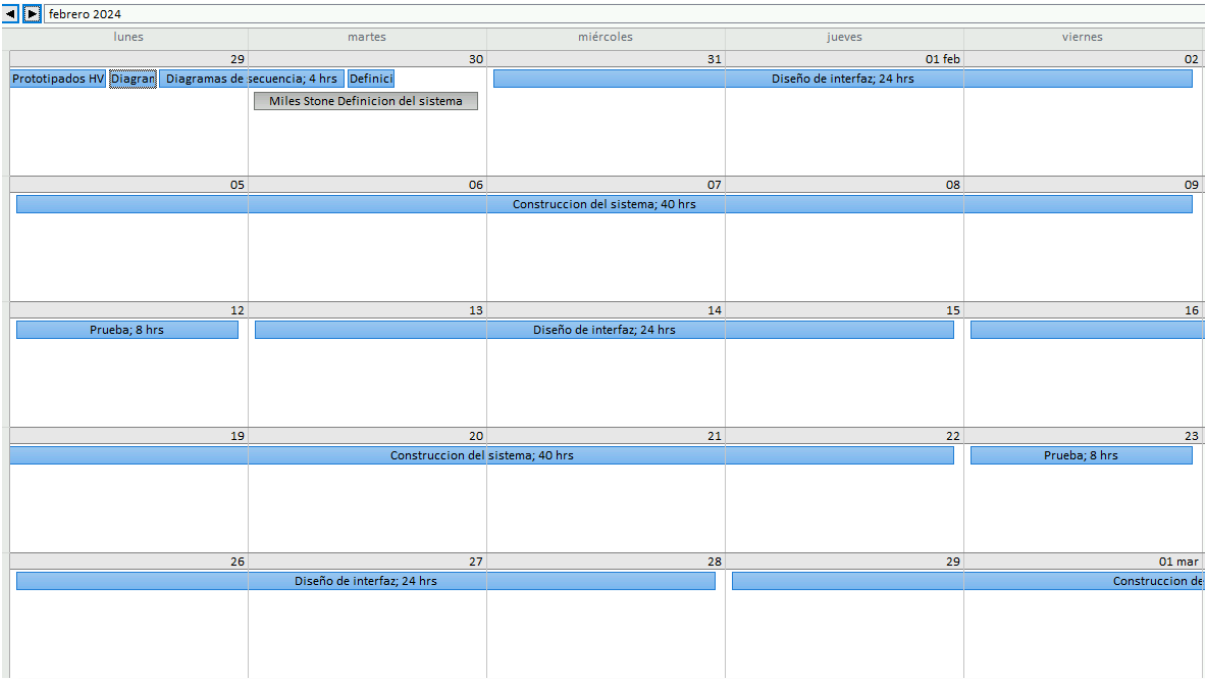 febrero 2024
lunes martes miércoles jueves viernes
29 30 31 01 feb 02
Prototipados HV Diagran Diagramas de secuencia; 4 hrs Definici Diseño de interfaz; 24 hrs
Miles Stone Definicion del sistema
05 06 07 08 09
Construccion del sistema; 40 hrs
12 13 14 15 16
Prueba; 8 hrs Diseño de interfaz; 24 hrs
19 20 21 22 23
Construccion del sistema; 40 hrs Prueba; 8 hrs
26 27 28 29 01 mar
Diseño de interfaz; 24 hrs Construccion de